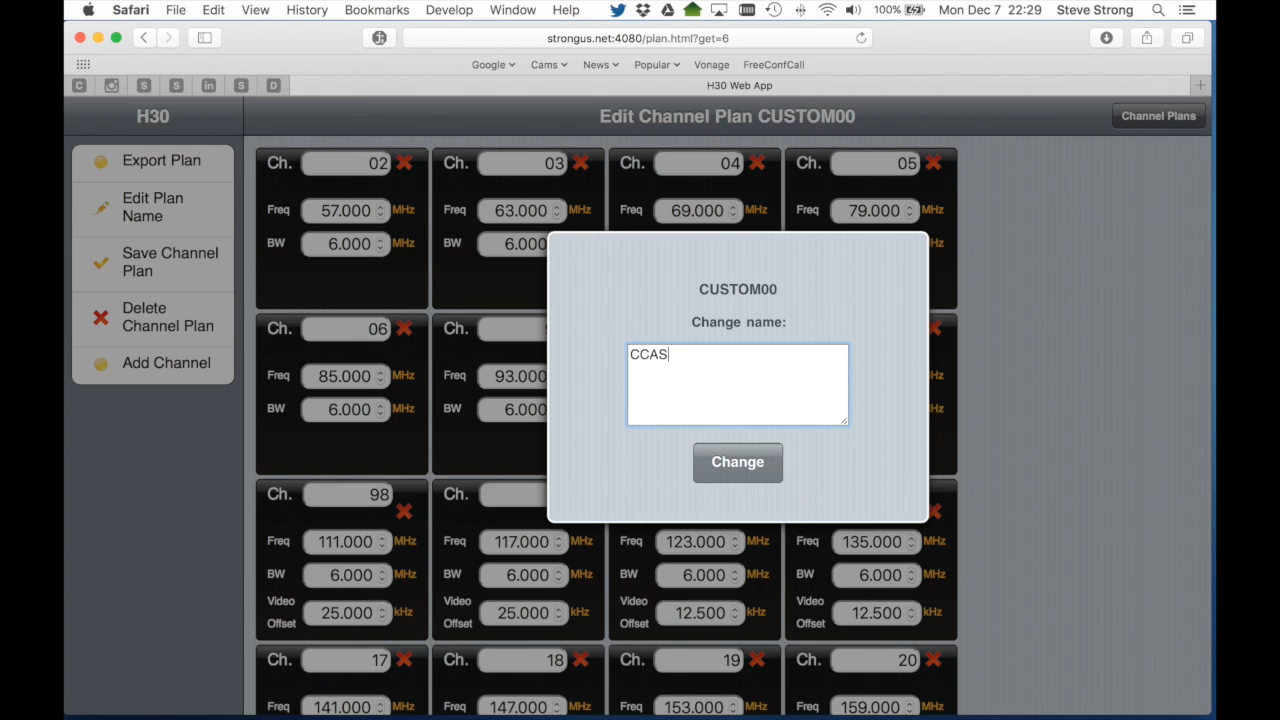 Safari File Edit View History Bookmarks Develop Window Help 100% Mon Dec 7 22:29 Steve Strong
strongus.net:4080/plan.html?get=6
Google Cams News Popular Vonage FreeConfCall
C S S in S D H30 Web App +
H30 Edit Channel Plan CUSTOM00 Channel Plans
Export Plan
Edit Plan
Name
Save Channel
Plan
Delete
Channel Plan
Add Channel
Ch. 02 Ch. 03 Ch. 04 Ch. 05
Freq 57.000 MHz Freq 63.000 MHz Freq 69.000 MHz Freq 79.000 MHz
BW 6.000 MHz BW 6.000 Hz
CUSTOM00
Change name:
CCAS
Change
Ch. 06 Ch.
Freq 85.000 MHz Freq 93.000 Hz
BW 6.000 MHz BW 6.000 Hz
Ch. 98 Ch.
Freq 111.000 MHz Freq 117.000 MHz Freq 123.000 MHz Freq 135.000 MHz
BW 6.000 MHz BW 6.000 MHz BW 6.000 MHz BW 6.000 MHz
Video
Offset 25.000 kHz Video
Offset 25.000 kHz Video
Offset 12.500 kHz Video
Offset 12.500 kHz
Ch. 17 Ch. 18 Ch. 19 Ch. 20
Freq 141.000 MHz Freq 147.000 MHz Freq 153.000 MHz Freq 159.000 MHz